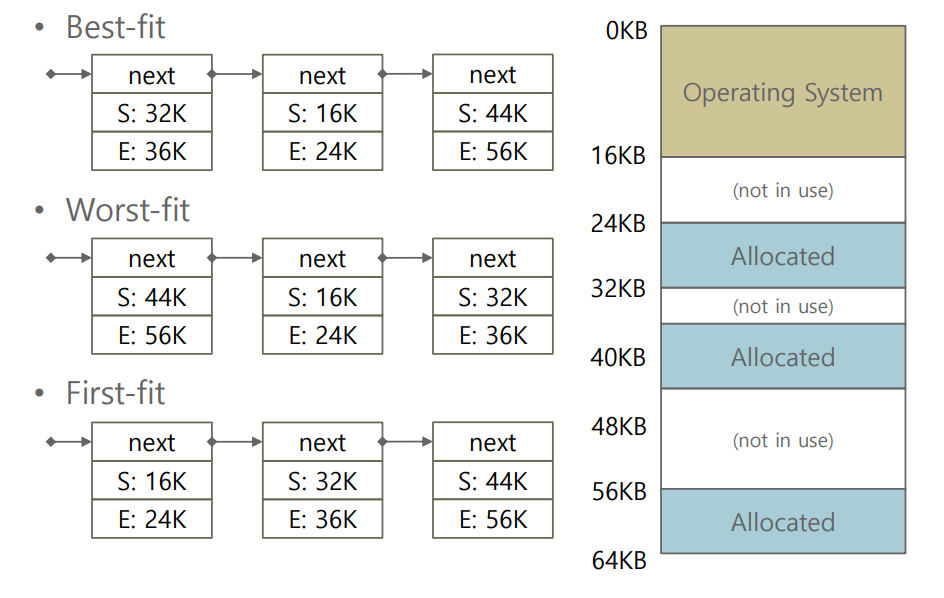 • Best-fit
next next next
S: 32K S: 16K S: 44K
E: 36K E: 24K E: 56K
• Worst-fit
next next next
S: 44K S: 16K S: 32K
E: 56K E: 24K E: 36K
• First-fit
next next next
S: 16K S: 32K S: 44K
E: 24K E: 36K E: 56K
0KB
Operating System
16KB
(not in use)
24KB
Allocated
32KB
(not in use)
40KB
Allocated
48KB
(not in use)
56KB
Allocated
64KB